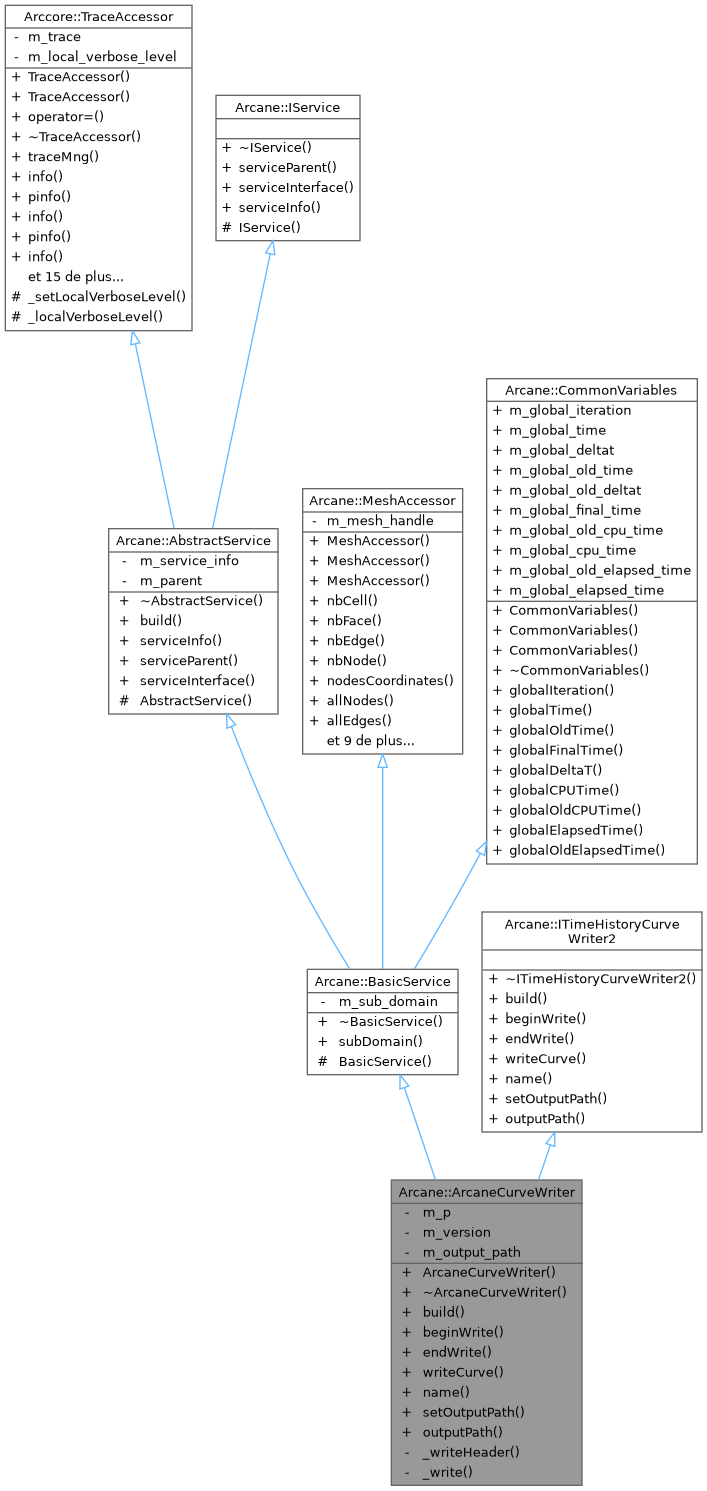 Arccore::TraceAccessor
- m_trace
- m_local_verbose_level
+ TraceAccessor()
+ TraceAccessor()
+ operator=()
+ ~TraceAccessor()
+ traceMng()
+ info()
+ pinfo()
+ info()
+ pinfo()
+ info()
et 15 de plus...
# _setLocalVerboseLevel()
# _localVerboseLevel()
Arcane::IService
+ ~IService()
+ serviceParent()
+ serviceInterface()
+ serviceInfo()
# IService()
Arcane::CommonVariables
+ m_global_iteration
+ m_global_time
+ m_global_deltat
+ m_global_old_time
+ m_global_old_deltat
+ m_global_final_time
+ m_global_old_cpu_time
+ m_global_cpu_time
+ m_global_old_elapsed_time
+ m_global_elapsed_time
+ CommonVariables()
+ CommonVariables()
+ CommonVariables()
+ ~CommonVariables()
+ globalIteration()
+ globalTime()
+ globalOldTime()
+ globalFinalTime()
+ globalDeltaT()
+ globalCPUTime()
+ globalOldCPUTime()
+ globalElapsedTime()
+ globalOldElapsedTime()
Arcane::MeshAccessor
- m_mesh_handle
+ MeshAccessor()
+ MeshAccessor()
+ MeshAccessor()
+ nbCell()
+ nbFace()
+ nbEdge()
+ nbNode()
+ nodesCoordinates()
+ allNodes()
+ allEdges()
et 9 de plus...
Arcane::AbstractService
- m_service_info
- m_parent
+ ~AbstractService()
+ build()
+ serviceInfo()
+ serviceParent()
+ serviceInterface()
# AbstractService()
Arcane::ITimeHistoryCurve
Writer2
+ ~ITimeHistoryCurveWriter2()
+ build()
+ beginWrite()
+ endWrite()
+ writeCurve()
+ name()
+ setOutputPath()
+ outputPath()
Arcane::BasicService
- m_sub_domain
+ ~BasicService()
+ subDomain()
# BasicService()
Arcane::ArcaneCurveWriter
- m_p
- m_version
- m_output_path
+ ArcaneCurveWriter()
+ ~ArcaneCurveWriter()
+ build()
+ beginWrite()
+ endWrite()
+ writeCurve()
+ name()
+ setOutputPath()
+ outputPath()
- _writeHeader()
- _write()